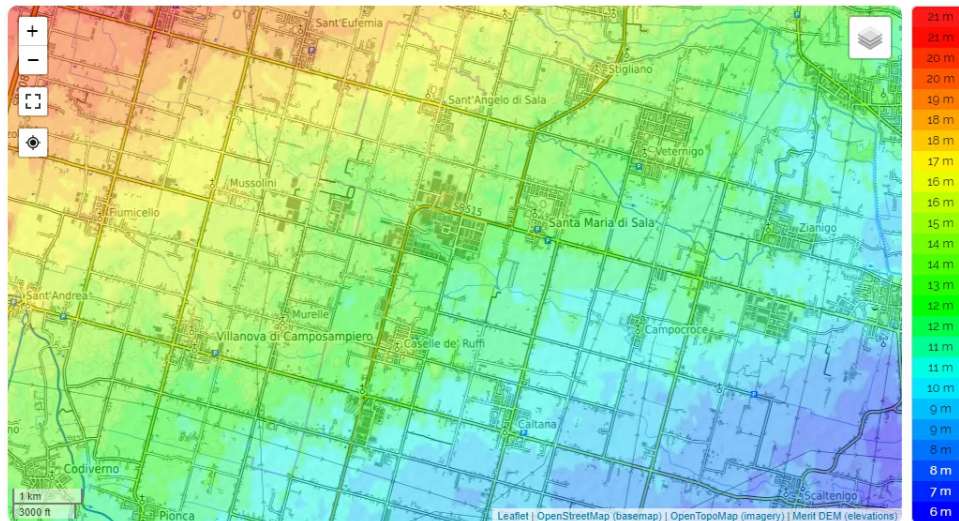 +
−
Sant'Eufemia
Stigliano
Sant'Angelo di Sala
Veternigo
Mussolini
Fiumicello
SR515
Santa Maria di Sala
Zianigo
Sant'Andrea
Murelle
Villanova di Camposampiero
Caselle de' Ruffi
Campocroce
Caltana
Codiverno
Pionca
Scaltenigo
1 km
3000 ft
Leaflet | OpenStreetMap (basemap) | OpenTopoMap (imagery) | Merit DEM (elevations)
21 m
21 m
20 m
20 m
19 m
18 m
18 m
17 m
16 m
16 m
15 m
14 m
14 m
13 m
12 m
12 m
11 m
11 m
10 m
9 m
9 m
8 m
8 m
7 m
6 m